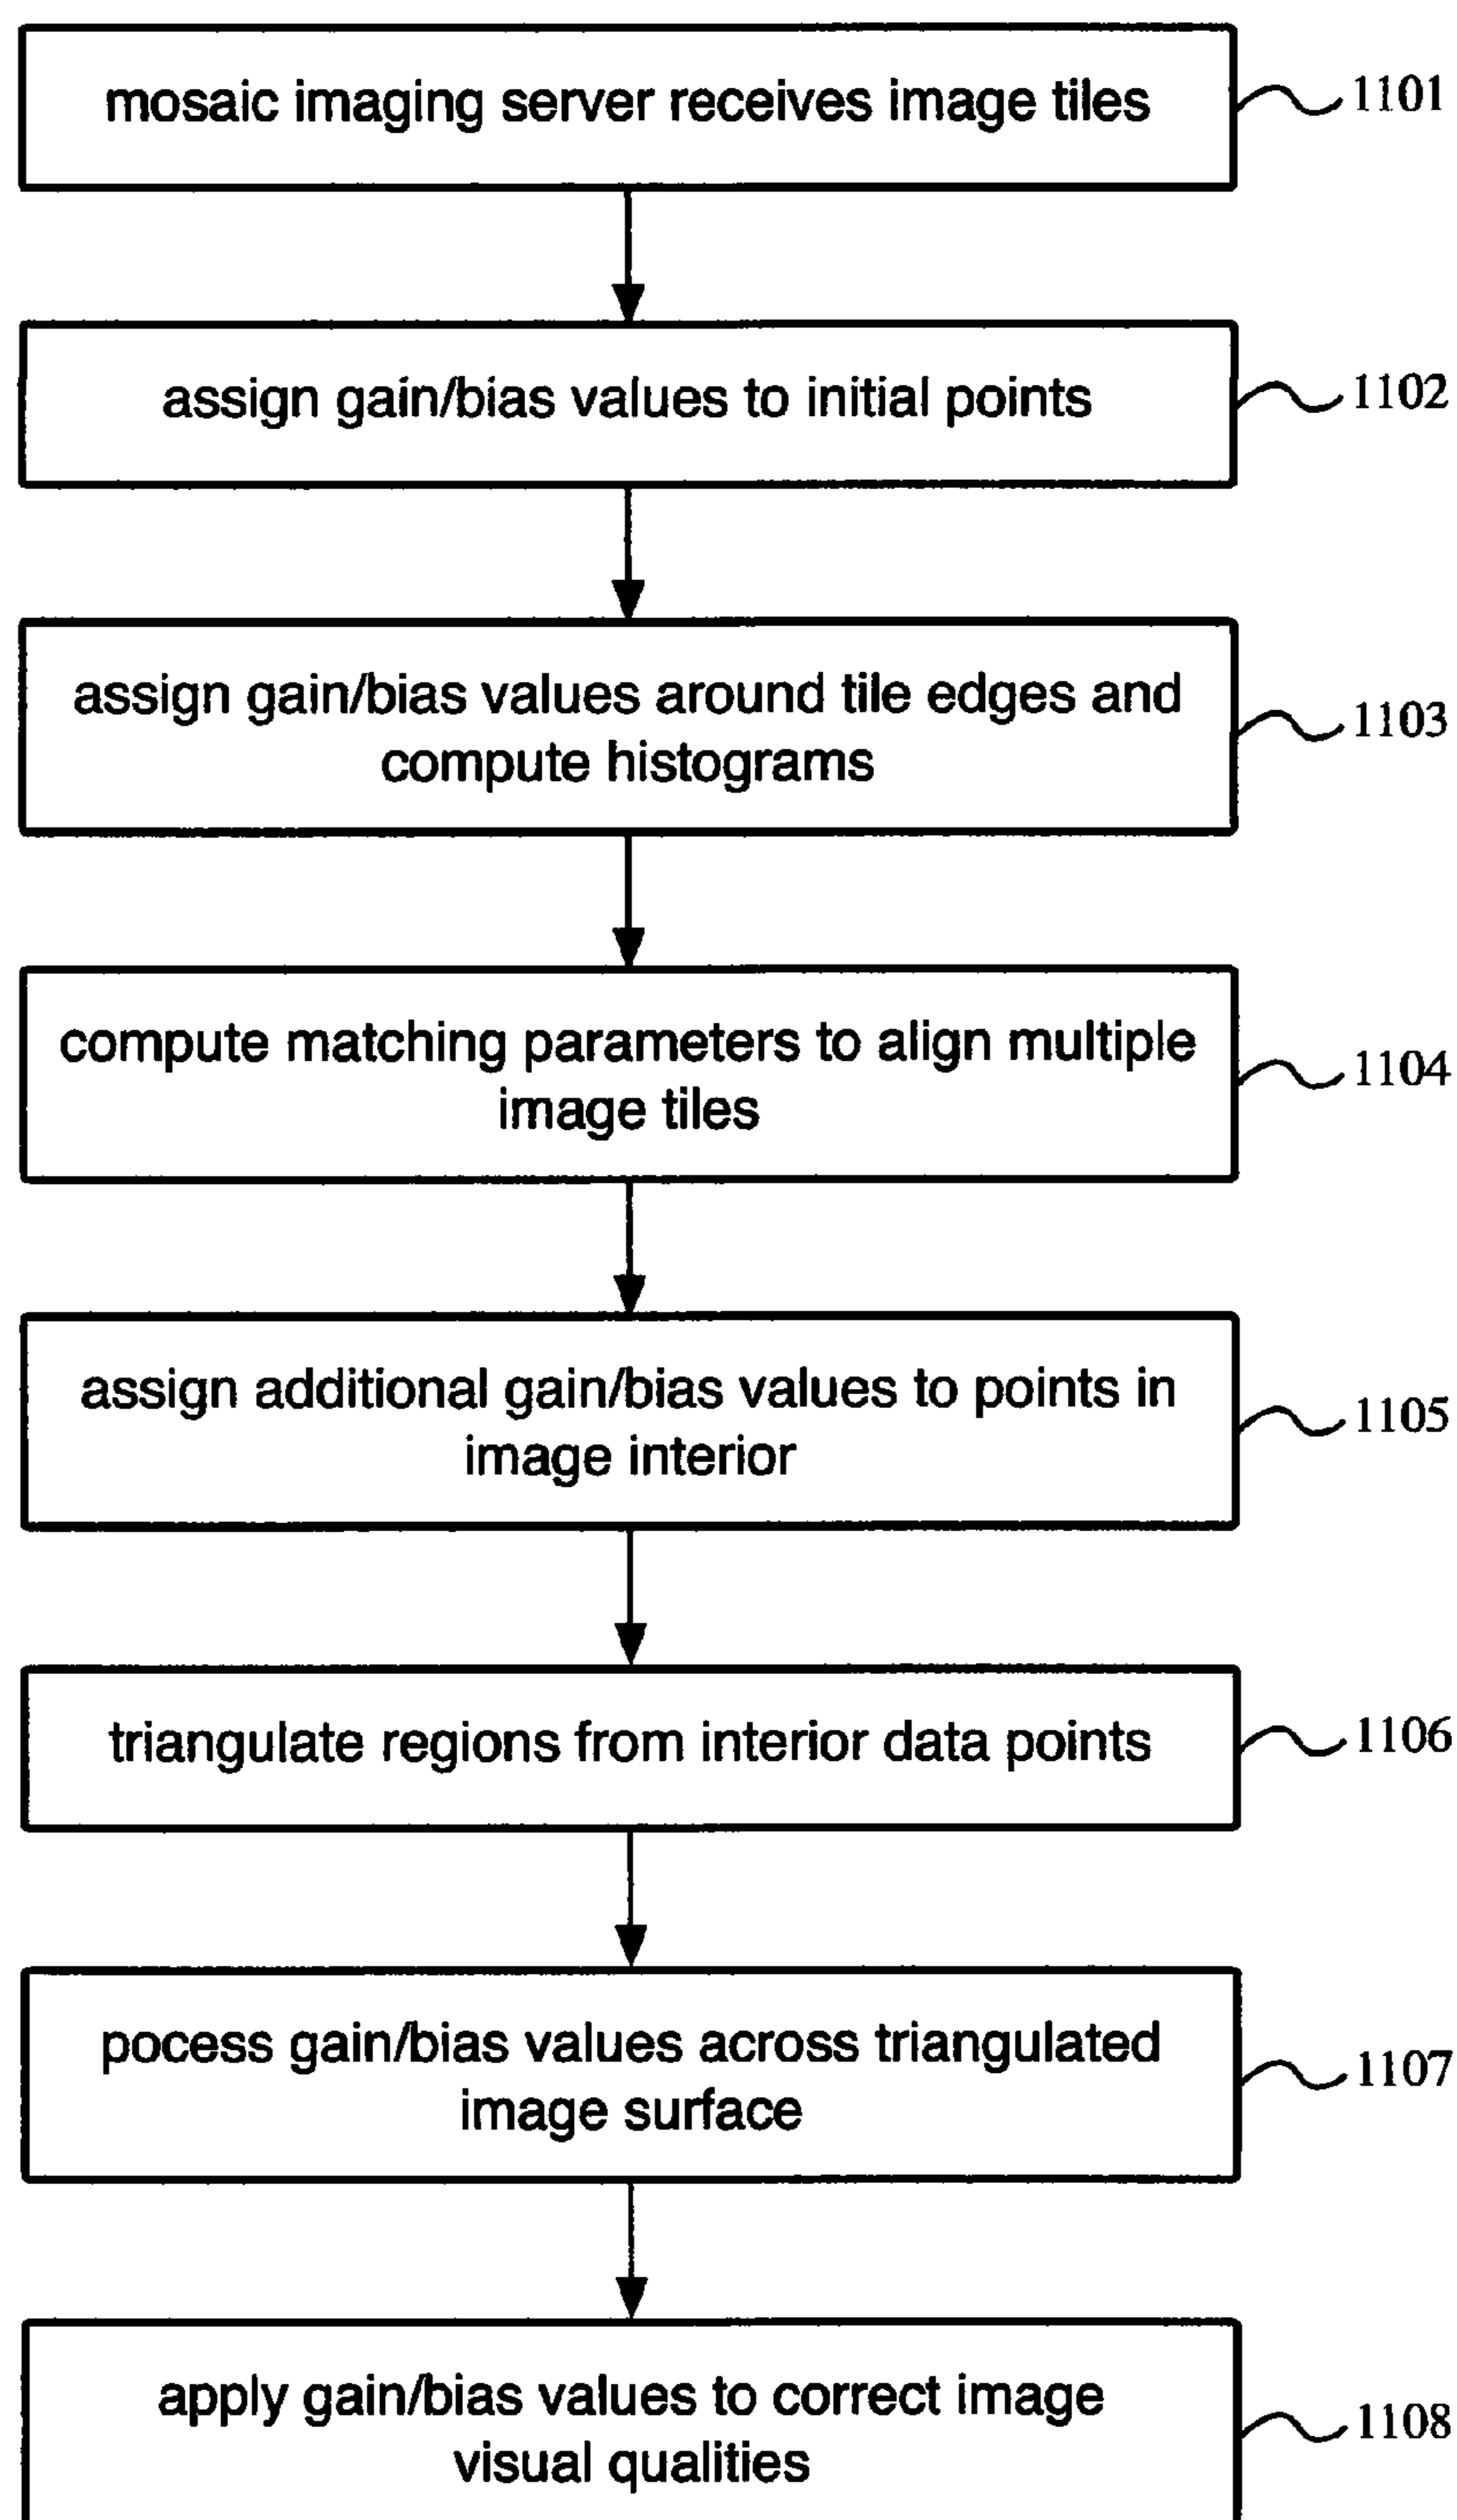 mosaic imaging server receives image tiles
1101
assign gain/bias values to initial points
1102
assign gain/bias values around tile edges and
compute histograms
1103
compute matching parameters to align multiple
image tiles
1104
assign additional gain/bias values to points in
image interior
1105
triangulate regions from interior data points
1106
pocess gain/bias values across triangulated
image surface
1107
apply gain/bias values to correct image
visual qualities
1108